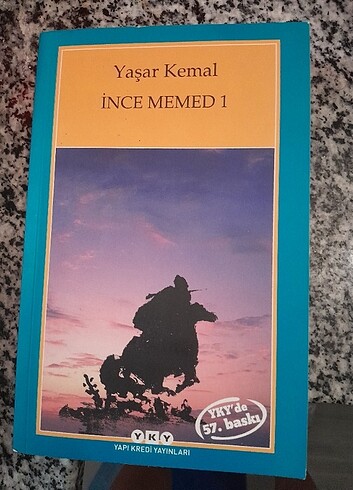 Yaşar Kemal
İNCE MEMED 1
YKY'de
57. baskı
YKY
YAPI KREDİ YAYINLARI